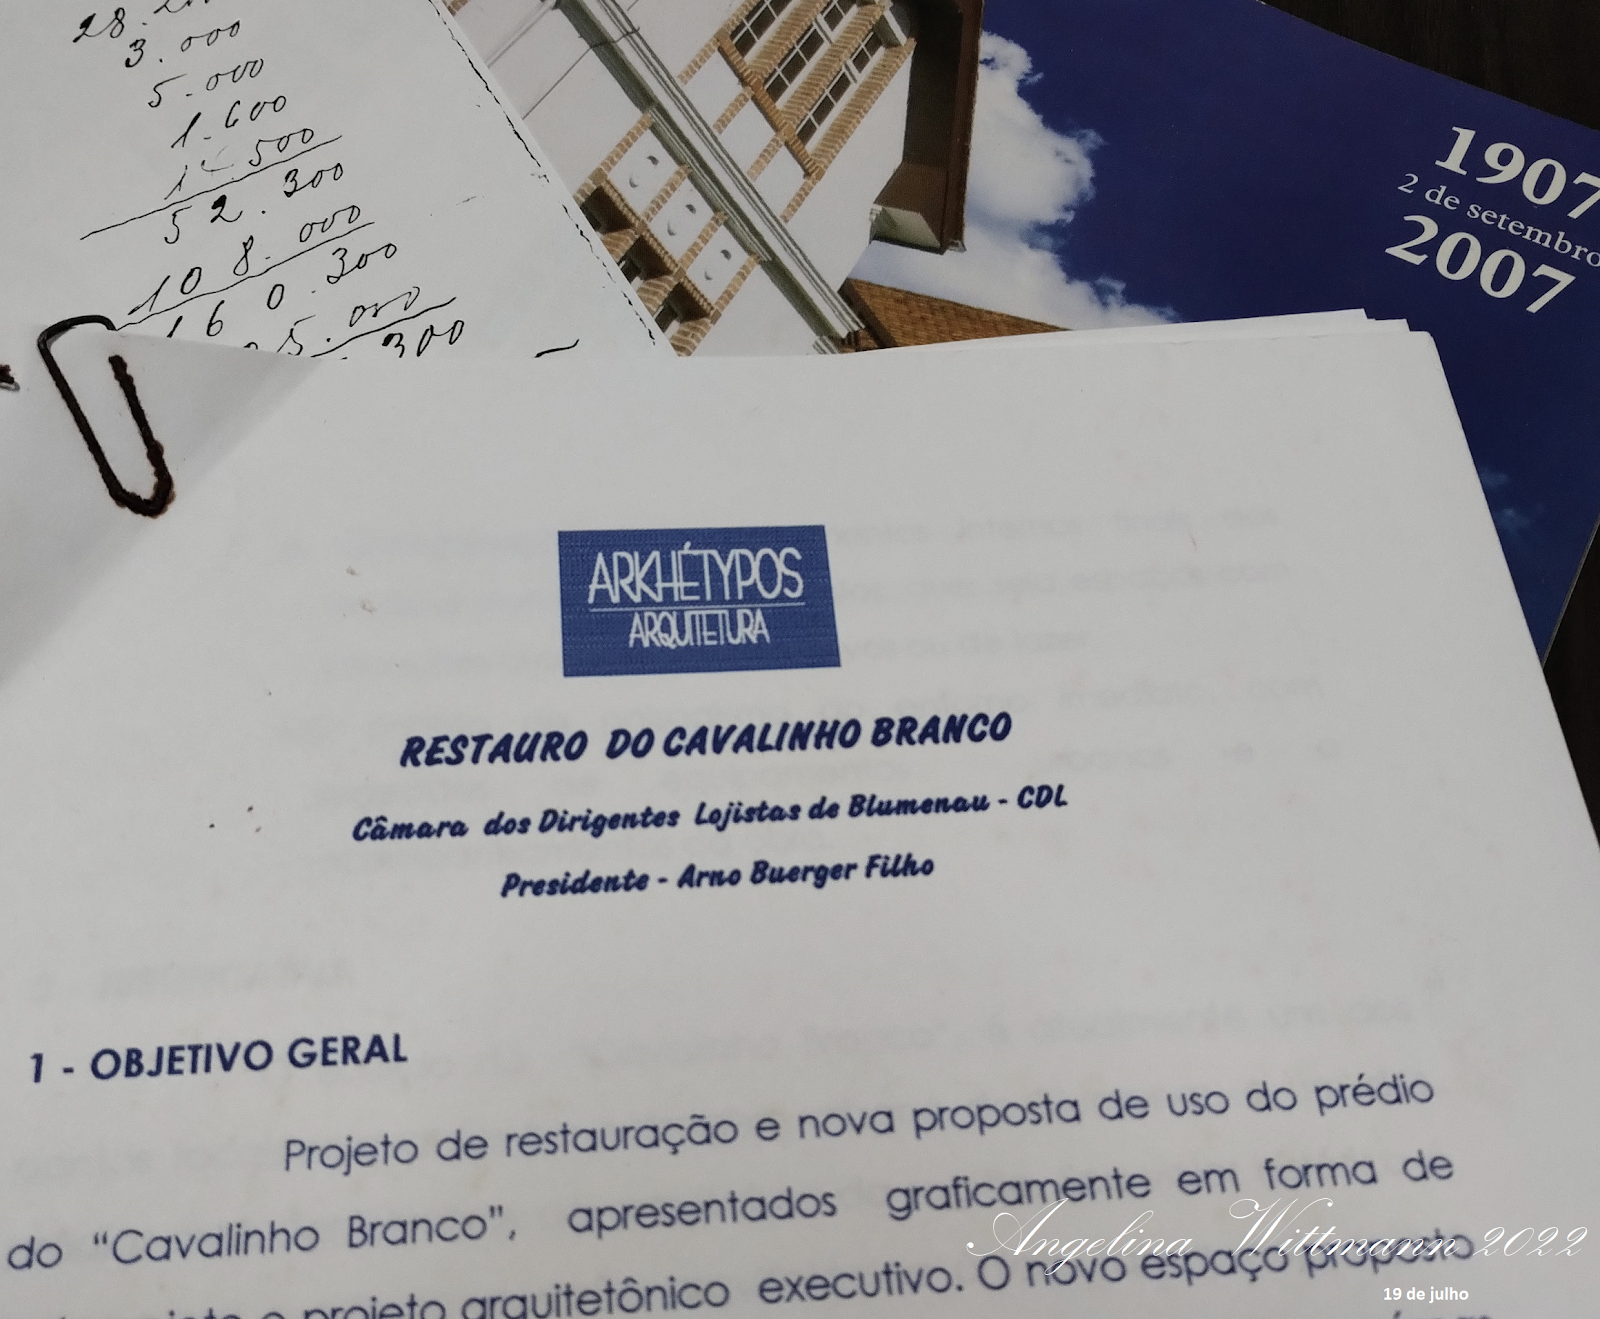 3.000
5.000
1.600
500
52.300
108.000
160.300
300
1907
2 de setembro
2007
ARKHÉTYPOS
ARQUITETURA
RESTAURO DO CAVALINHO BRANCO
Câmara dos Dirigentes Lojistas de Blumenau - CDL
Presidente - Arno Buerger Filho
1 - OBJETIVO GERAL
Projeto de restauração e nova proposta de uso do prédio
do “Cavalinho Branco”, apresentados graficamente em forma de
projeto arquitetônico executivo. O novo espaço proposto
Angelina Wittmann 2022
19 de julho